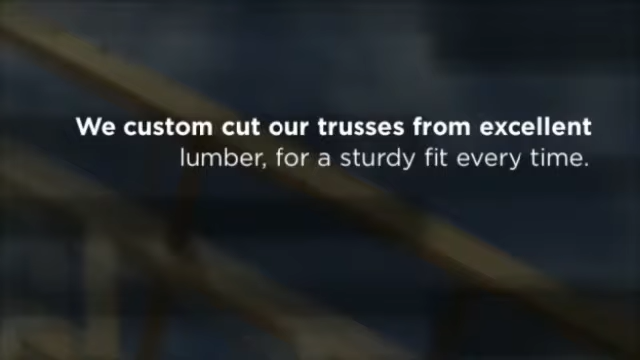 We custom cut our trusses from excellent
lumber, for a sturdy fit every time.